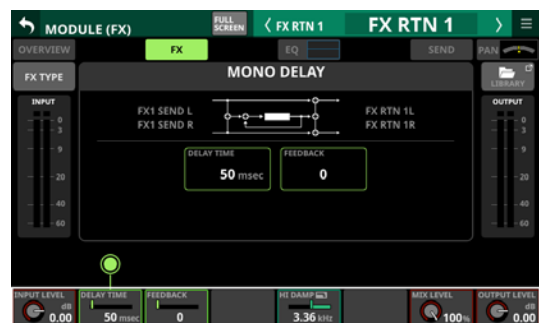 MODULE (FX)
FULL SCREEN
FX RTN 1
FX RTN 1
OVERVIEW
FX
EQ
SEND
PAN
FX TYPE
MONO DELAY
LIBRARY
INPUT
OUTPUT
FX1 SEND L
FX1 SEND R
FX RTN 1L
FX RTN 1R
0
3
9
20
40
60
0
3
9
20
40
60
DELAY TIME
50 msec
FEEDBACK
0
INPUT LEVEL
dB
0.00
DELAY TIME
50 msec
FEEDBACK
0
HI DAMP
3.36 kHz
MIX LEVEL
100%
OUTPUT LEVEL
dB
0.00